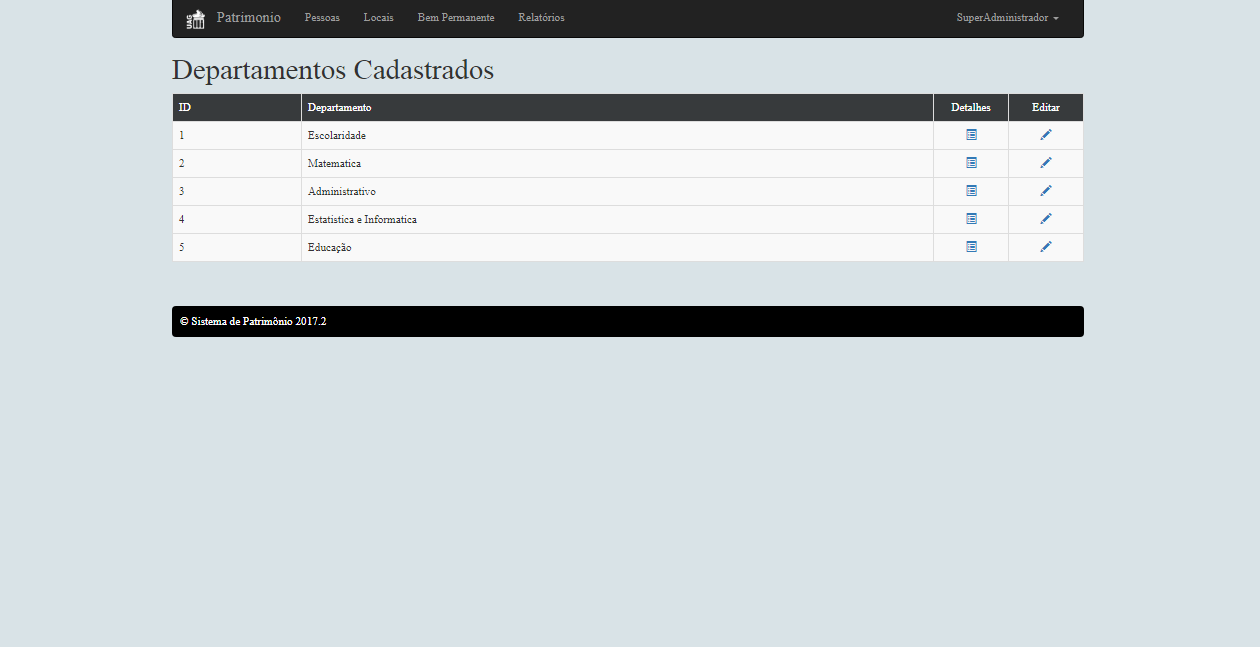 UAG Patrimonio Pessoas Locais Bem Permanente Relatórios SuperAdministrador
Departamentos Cadastrados
ID Departamento Detalhes Editar
1 Escolaridade
2 Matematica
3 Administrativo
4 Estatistica e Informatica
5 Educação
© Sistema de Patrimônio 2017.2